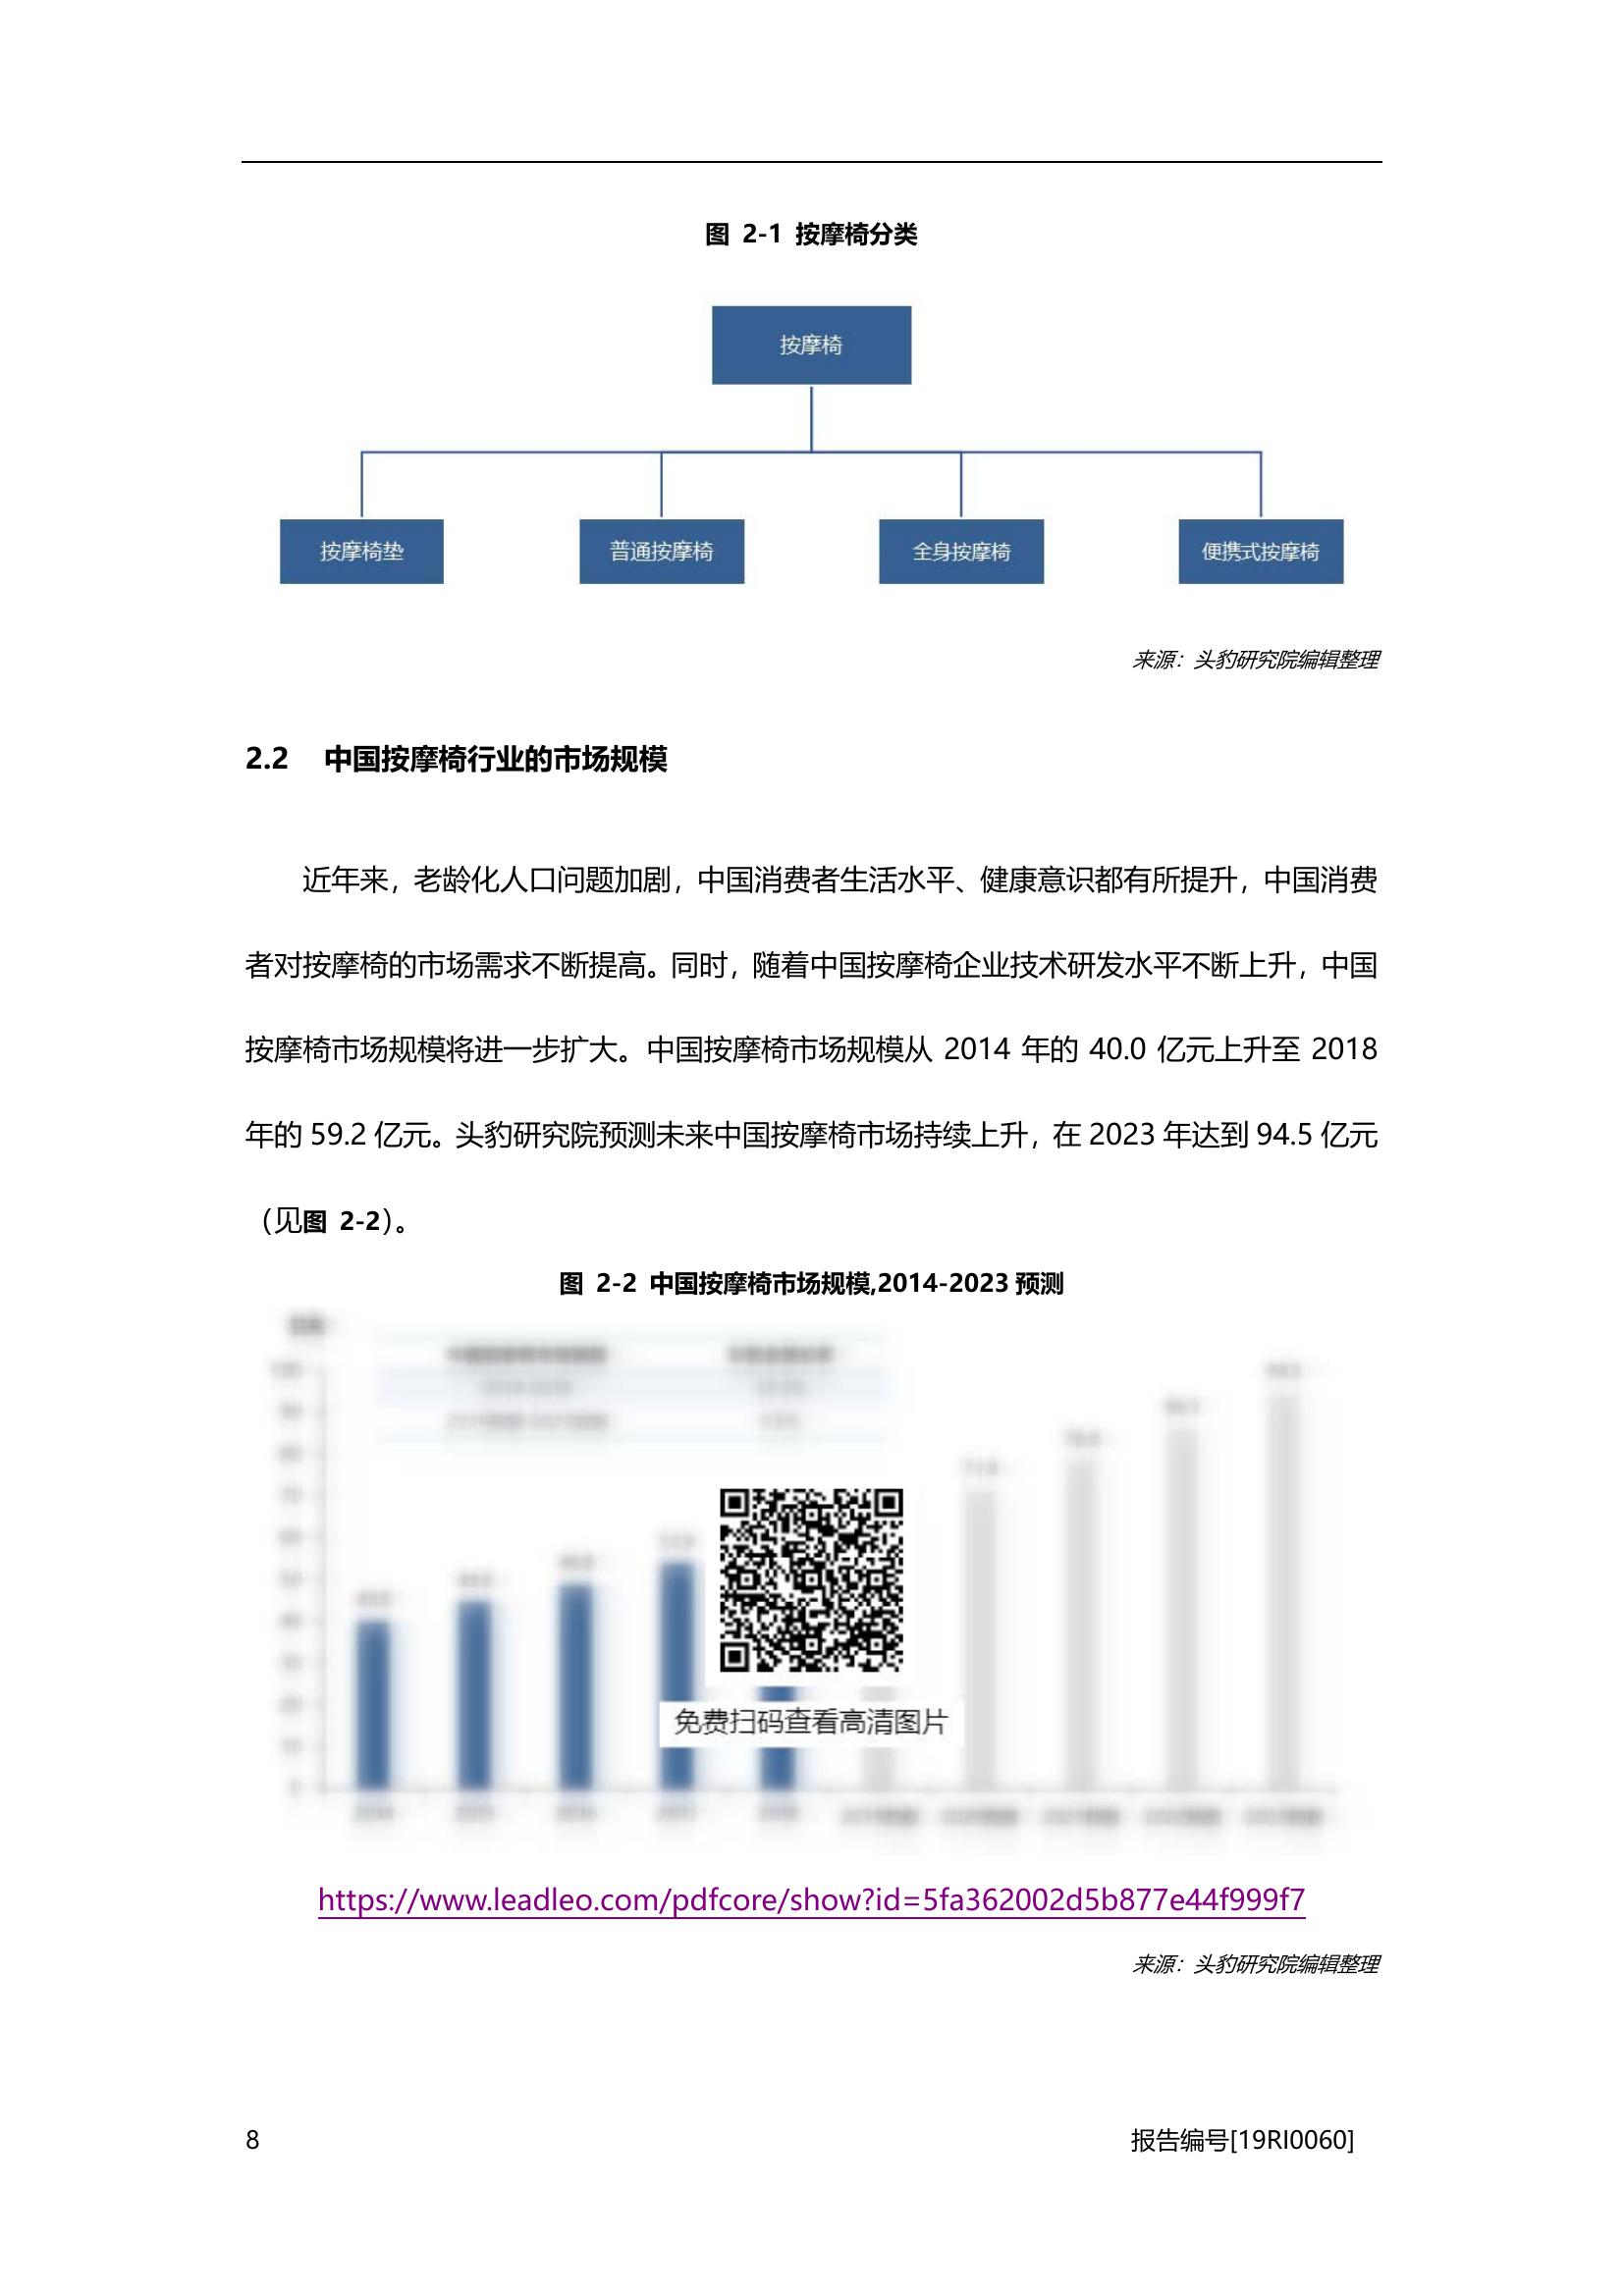 图 2-1 按摩椅分类
按摩椅
按摩椅垫
普通按摩椅
全身按摩椅
便携式按摩椅
来源：头豹研究院编辑整理
2.2 中国按摩椅行业的市场规模
近年来，老龄化人口问题加剧，中国消费者生活水平、健康意识都有所提升，中国消费
者对按摩椅的市场需求不断提高。同时，随着中国按摩椅企业技术研发水平不断上升，中国
按摩椅市场规模将进一步扩大。中国按摩椅市场规模从 2014 年的 40.0 亿元上升至 2018
年的 59.2 亿元。头豹研究院预测未来中国按摩椅市场持续上升，在 2023 年达到 94.5 亿元
（见图 2-2）。
图 2-2 中国按摩椅市场规模,2014-2023 预测
免费扫码查看高清图片
https://www.leadleo.com/pdfcore/show?id=5fa362002d5b877e44f999f7
来源：头豹研究院编辑整理
8
报告编号[19RI0060]